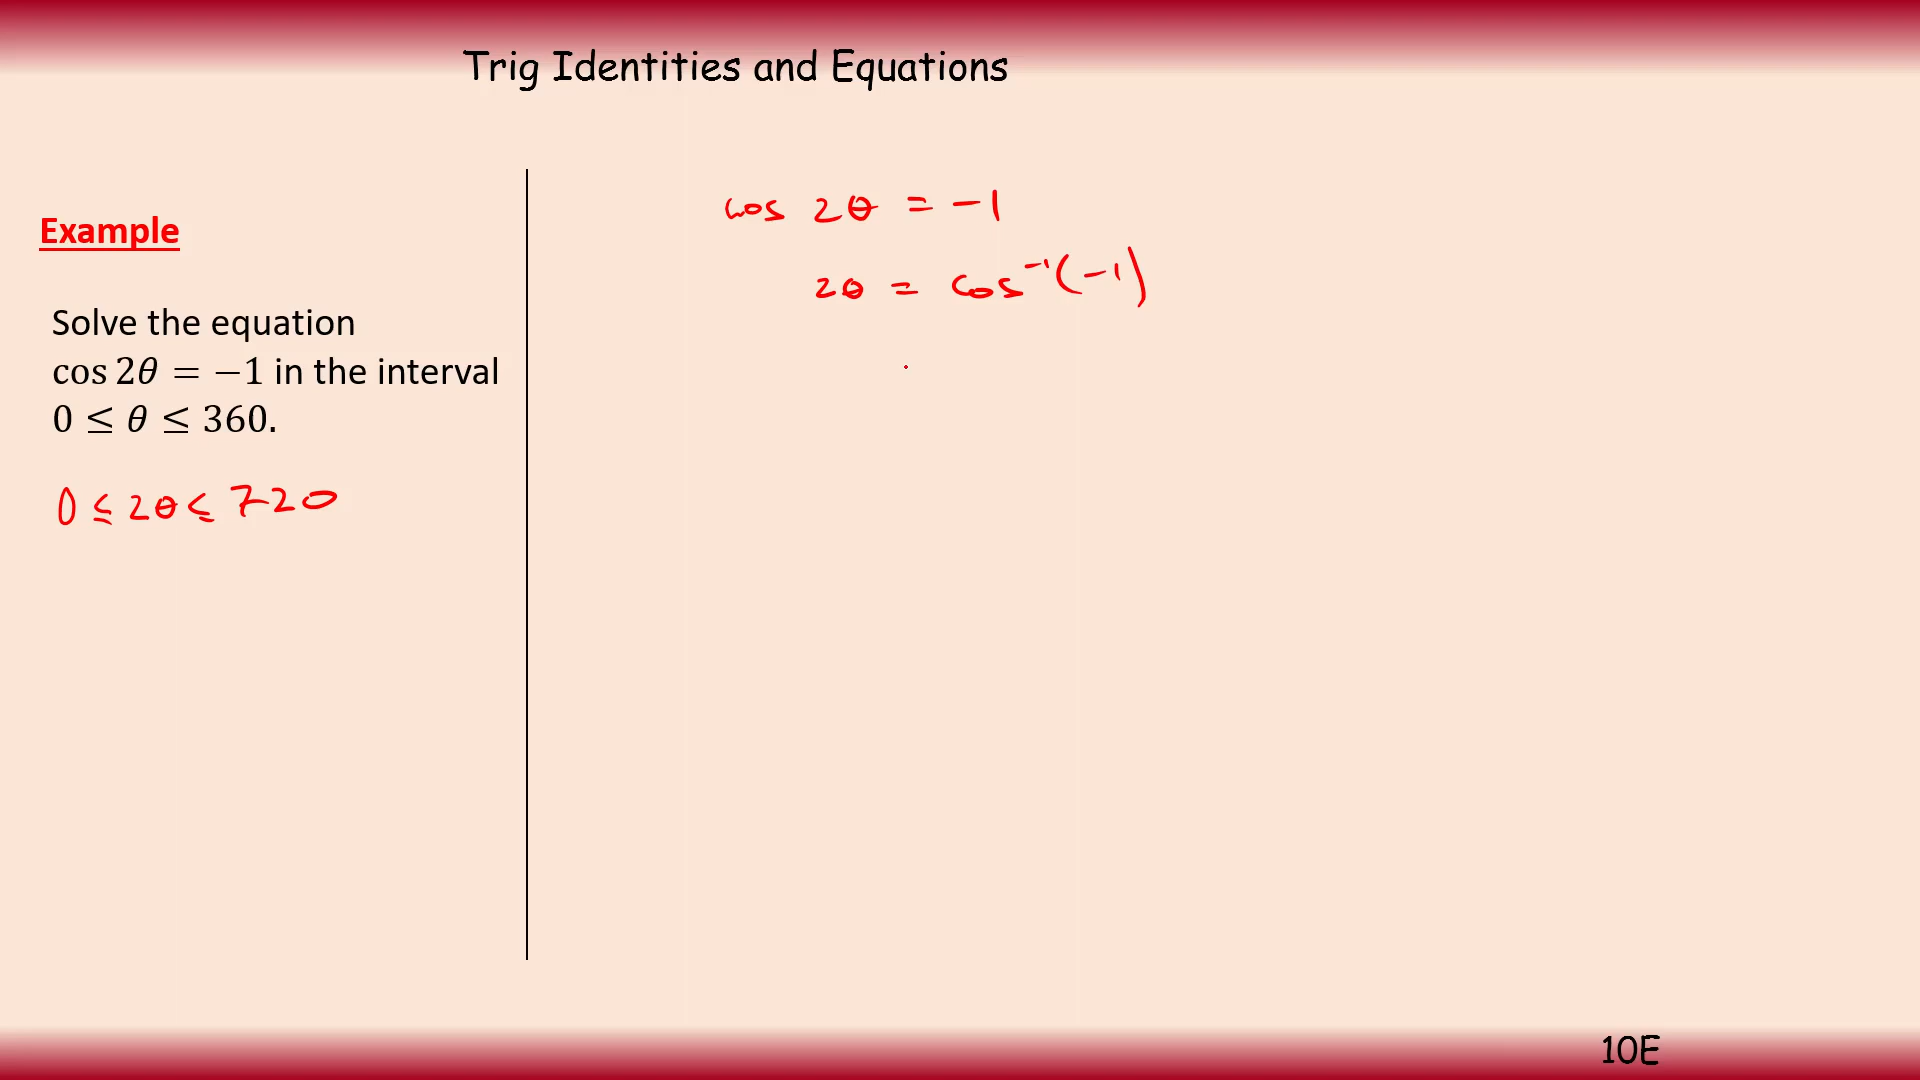 Trig Identities and Equations
Example
Solve the equation
cos 2θ = −1 in the interval
0 ≤ θ ≤ 360.
0 ≤ 2θ ≤ 720
cos 2θ = −1
2θ = cos⁻¹(−1)
10E